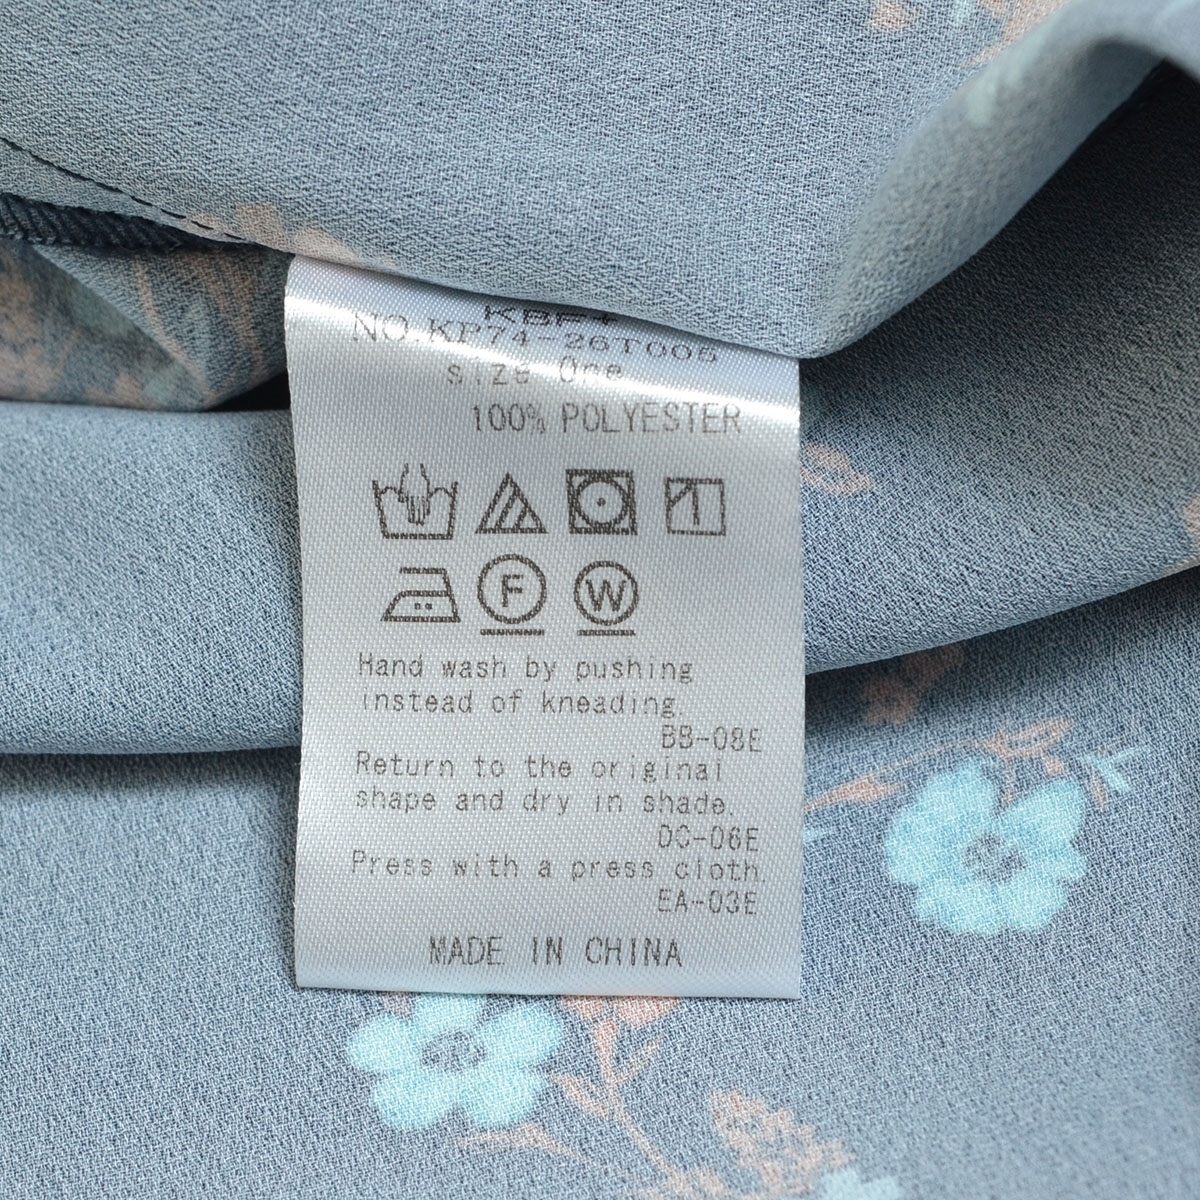 KBF+
NO.KP74-26T005
size One
100% POLYESTER
F W
Hand wash by pushing
instead of kneading.
BB-08E
Return to the original
shape and dry in shade.
DC-06E
Press with a press cloth.
EA-03E
MADE IN CHINA